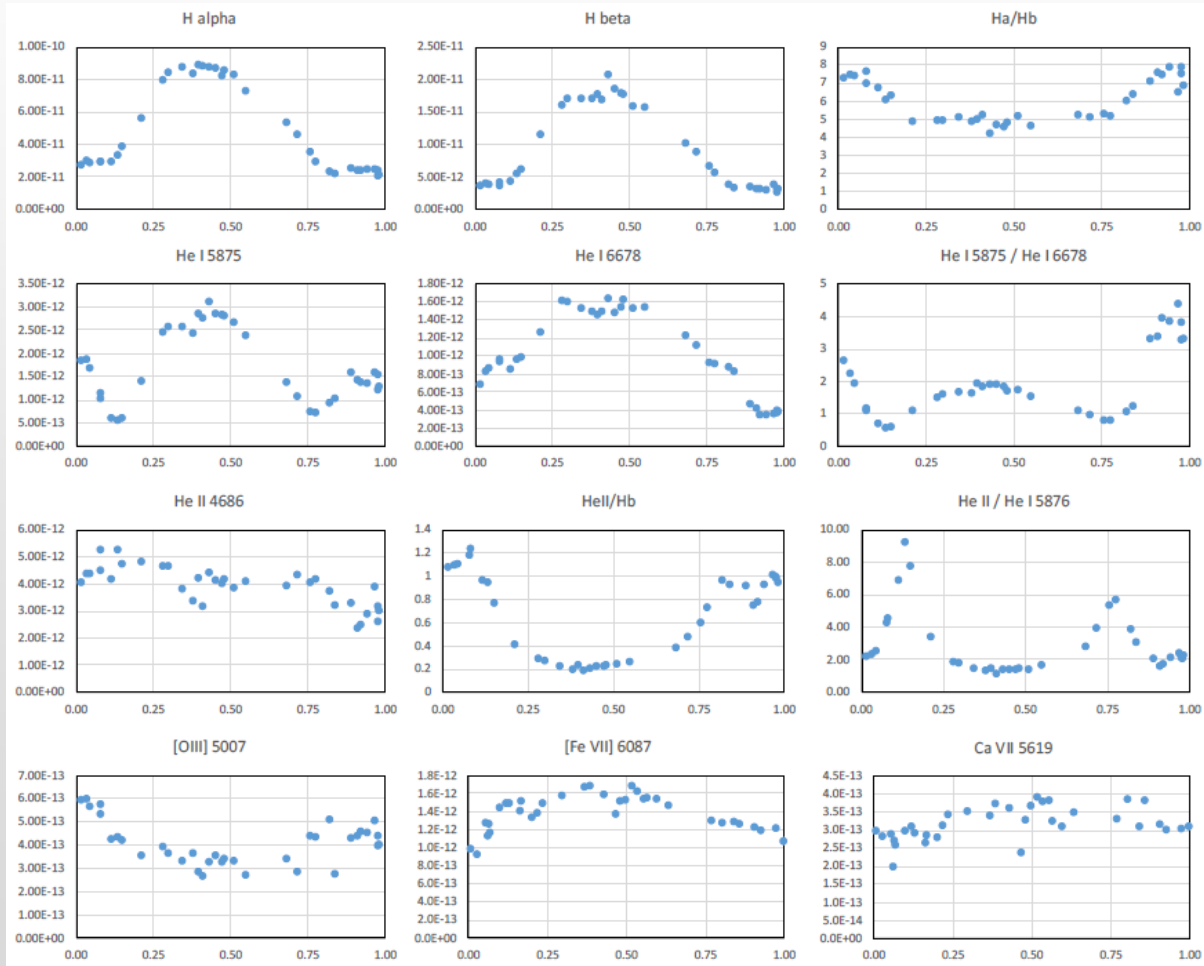 H alpha
H beta
Ha/Hb
1.00E-10
8.00E-11
6.00E-11
4.00E-11
2.00E-11
0.00E+00
0.00 0.25 0.50 0.75 1.00
2.50E-11
2.00E-11
1.50E-11
1.00E-11
5.00E-12
0.00E+00
0.00 0.25 0.50 0.75 1.00
9
8
7
6
5
4
3
2
1
0
0.00 0.25 0.50 0.75 1.00
He I 5875
He I 6678
He I 5875 / He I 6678
3.50E-12
3.00E-12
2.50E-12
2.00E-12
1.50E-12
1.00E-12
5.00E-13
0.00E+00
0.00 0.25 0.50 0.75 1.00
1.80E-12
1.60E-12
1.40E-12
1.20E-12
1.00E-12
8.00E-13
6.00E-13
4.00E-13
2.00E-13
0.00E+00
0.00 0.25 0.50 0.75 1.00
5
4
3
2
1
0
0.00 0.25 0.50 0.75 1.00
He II 4686
HeII/Hb
He II / He I 5876
6.00E-12
5.00E-12
4.00E-12
3.00E-12
2.00E-12
1.00E-12
0.00E+00
0.00 0.25 0.50 0.75 1.00
1.4
1.2
1
0.8
0.6
0.4
0.2
0
0.00 0.25 0.50 0.75 1.00
10.00
8.00
6.00
4.00
2.00
0.00
0.00 0.25 0.50 0.75 1.00
[OIII] 5007
[Fe VII] 6087
Ca VII 5619
7.00E-13
6.00E-13
5.00E-13
4.00E-13
3.00E-13
2.00E-13
1.00E-13
0.00E+00
0.00 0.25 0.50 0.75 1.00
1.8E-12
1.6E-12
1.4E-12
1.2E-12
1.0E-12
8.0E-13
6.0E-13
4.0E-13
2.0E-13
0.0E+00
0.00 0.25 0.50 0.75 1.00
4.5E-13
4.0E-13
3.5E-13
3.0E-13
2.5E-13
2.0E-13
1.5E-13
1.0E-13
5.0E-14
0.0E+00
0.00 0.25 0.50 0.75 1.00